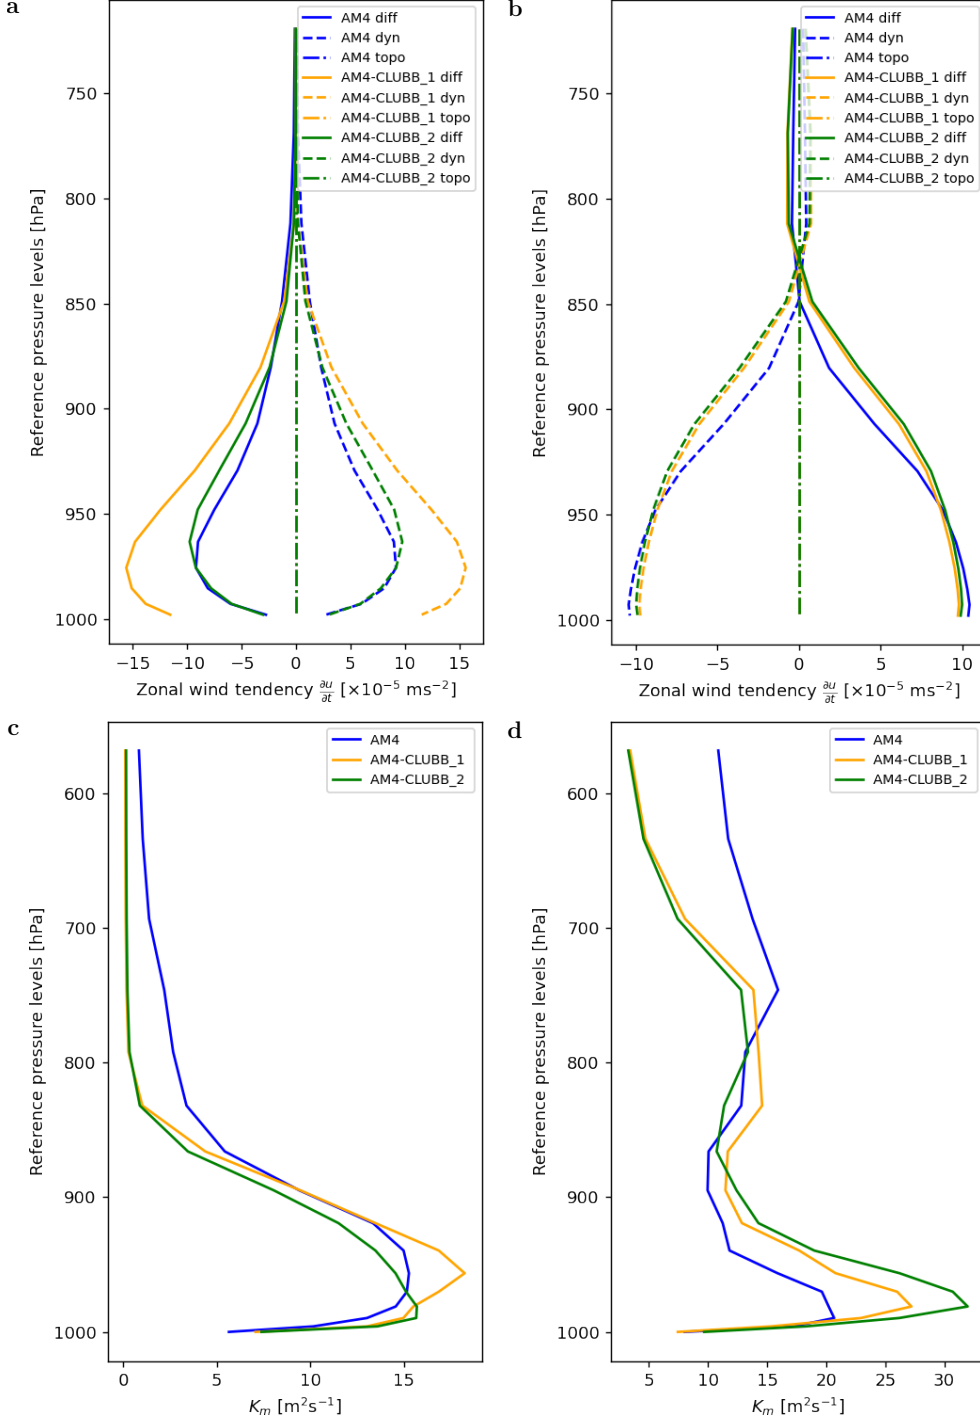 a
AM4 diff
AM4 dyn
AM4 topo
AM4-CLUBB_1 diff
AM4-CLUBB_1 dyn
AM4-CLUBB_1 topo
AM4-CLUBB_2 diff
AM4-CLUBB_2 dyn
AM4-CLUBB_2 topo
750
800
850
900
950
1000
Reference pressure levels [hPa]
−15 −10 −5 0 5 10 15
Zonal wind tendency ∂u/∂t [×10⁻⁵ ms⁻²]
b
AM4 diff
AM4 dyn
AM4 topo
AM4-CLUBB_1 diff
AM4-CLUBB_1 dyn
AM4-CLUBB_1 topo
AM4-CLUBB_2 diff
AM4-CLUBB_2 dyn
AM4-CLUBB_2 topo
750
800
850
900
950
1000
Reference pressure levels [hPa]
−10 −5 0 5 10
Zonal wind tendency ∂u/∂t [×10⁻⁵ ms⁻²]
c
AM4
AM4-CLUBB_1
AM4-CLUBB_2
600
700
800
900
1000
Reference pressure levels [hPa]
0 5 10 15
Kₘ [m²s⁻¹]
d
AM4
AM4-CLUBB_1
AM4-CLUBB_2
600
700
800
900
1000
Reference pressure levels [hPa]
5 10 15 20 25 30
Kₘ [m²s⁻¹]